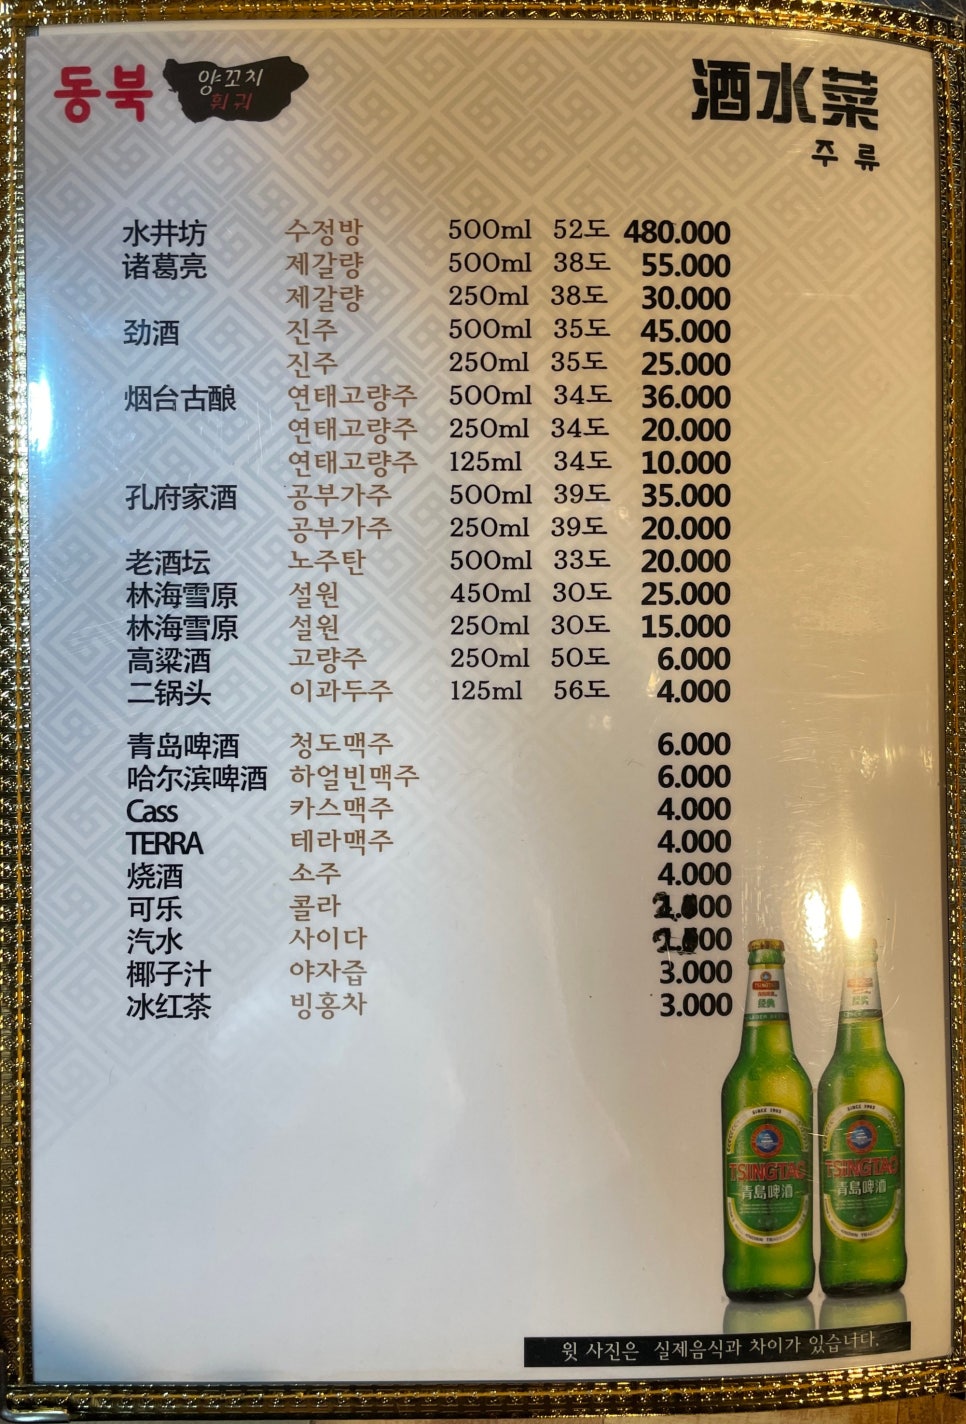 동북 양꼬치 훠궈
酒水菜
주류
水井坊 수정방 500ml 52도 480.000
诸葛亮 제갈량 500ml 38도 55.000
제갈량 250ml 38도 30.000
劲酒 진주 500ml 35도 45.000
진주 250ml 35도 25.000
烟台古酿 연태고량주 500ml 34도 36.000
연태고량주 250ml 34도 20.000
연태고량주 125ml 34도 10.000
孔府家酒 공부가주 500ml 39도 35.000
공부가주 250ml 39도 20.000
老酒坛 노주탄 500ml 33도 20.000
林海雪原 설원 450ml 30도 25.000
林海雪原 설원 250ml 30도 15.000
高粱酒 고량주 250ml 50도 6.000
二锅头 이과두주 125ml 56도 4.000
青岛啤酒 청도맥주 6.000
哈尔滨啤酒 하얼빈맥주 6.000
Cass 카스맥주 4.000
TERRA 테라맥주 4.000
烧酒 소주 4.000
可乐 콜라
汽水 사이다
椰子汁 야자즙 3.000
冰红茶 빙홍차 3.000
SINCE 1903 SINCE 1903
TSINGTAO TSINGTAO
青島啤酒 青島啤酒
윗 사진은 실제음식과 차이가 있습니다.